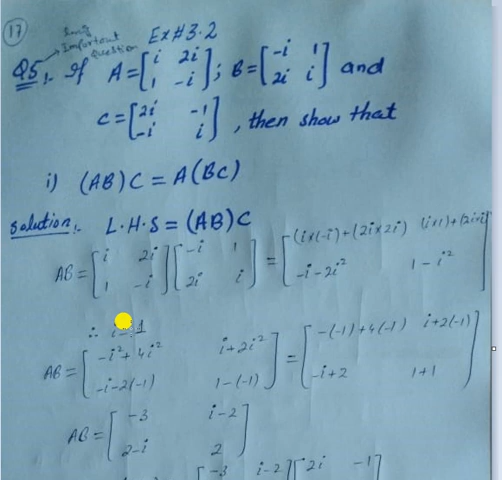 17
Important Question
Ex#3.2
Q5:. If A=[i 2i; 1 -i]; B=[-i 1; 2i i] and
C=[2i -1; -i i], then show that
i) (AB)C = A(BC)
Solution:. L.H.S = (AB)C
AB=[i 2i; 1 -i][-i 1; 2i i] = [(i×(-i)+(2i×2i) (i×1)+(2i×i); -i-2i² 1-i²]
∴
AB=[-i²+4i² i+2i²; -i-2(-1) 1-(-1)] = [-(-1)+4(-1) i+2(-1); -i+2 1+1]
AB=[-3 i-2; 2-i 2]
[-3 i-2][2i -1]